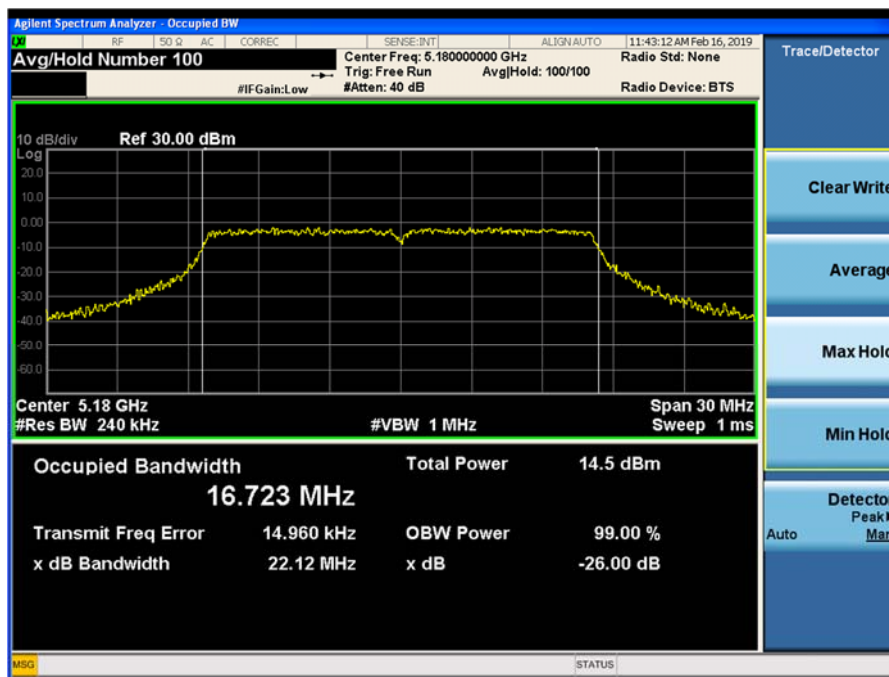 Agilent Spectrum Analyzer - Occupied BW
LXI RF 50 Ω AC CORREC SENSE:INT ALIGN AUTO 11:43:12 AM Feb 16, 2019
Avg/Hold Number 100
Center Freq: 5.180000000 GHz
Radio Std: None
Trig: Free Run Avg|Hold: 100/100
#IFGain:Low #Atten: 40 dB Radio Device: BTS
10 dB/div Ref 30.00 dBm
Log
20.0
10.0
0.00
-10.0
-20.0
-30.0
-40.0
-50.0
-60.0
Center 5.18 GHz Span 30 MHz
#Res BW 240 kHz #VBW 1 MHz Sweep 1 ms
Occupied Bandwidth Total Power 14.5 dBm
16.723 MHz
Transmit Freq Error 14.960 kHz OBW Power 99.00 %
x dB Bandwidth 22.12 MHz x dB -26.00 dB
MSG STATUS
Trace/Detector
Clear Write
Average
Max Hold
Min Hold
Detector
Peak
Auto Man